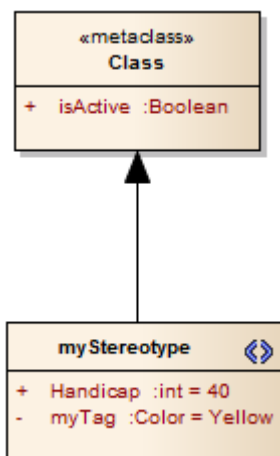 «metaclass»
Class
+ isActive :Boolean
myStereotype
+ Handicap :int = 40
- myTag :Color = Yellow